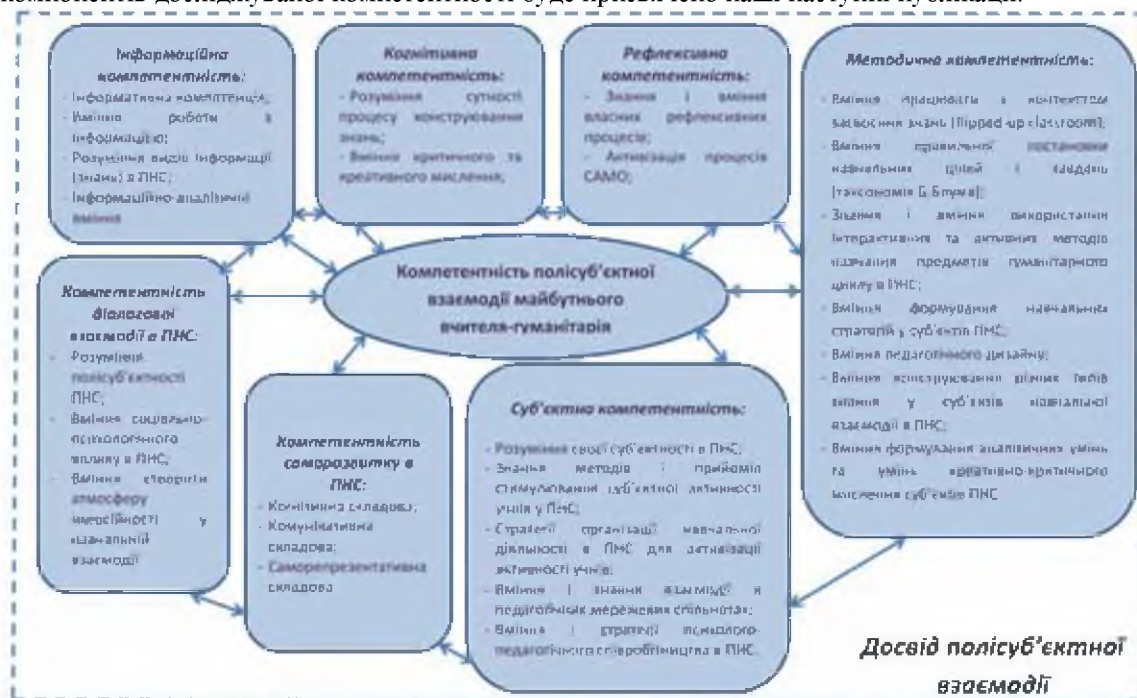 компонентів досліджуваної компетентності буде присвячено наші наступні публікації.
Інформаційна
компетентність:
- Інформативна компетенція;
- Вміння роботи з
інформацією;
- Розуміння видів інформації
(знань) в ПНС;
- Інформаційно-аналітичні
вміння
Когнітивна
компетентність:
- Розуміння сутності
процесу конструювання
знань;
- Вміння критичного та
креативного мислення;
Рефлексивна
компетентність:
- Знання і вміння
власних рефлексивних
процесів;
- Активізація процесів
САМО;
Методична компетентність:
- Вміння працювати з контекстом
засвоєння знань (flipped-up classroom);
- Вміння правильної постановки
навчальних цілей і завдань
(таксономія Б.Блума);
- Знання і вміння використання
інтерактивних та активних методів
навчання предметів гуманітарного
циклу в ПНС;
- Вміння формування навчальних
стратегій у суб'єктів ПНС;
- Вміння педагогічного дизайну;
- Вміння конструювання різних типів
знання у суб'єктів навчальної
взаємодії в ПНС;
- Вміння формування аналітичних умінь
та умінь креативно-критичного
мислення суб'єктів ПНС
Компетентність полісуб'єктної
взаємодії майбутнього
вчителя-гуманітарія
Компетентність
діалогової
взаємодії в ПНС:
- Розуміння
полісуб'єктності
ПНС;
- Вміння соціально-
психологічного
впливу в ПНС;
- Вміння створити
атмосферу
імерсійності у
навчальній
взаємодії
Компетентність
саморозвитку в
ПНС:
- Когнітивна складова;
- Комунікативна
складова;
- Саморепрезентативна
складова
Суб'єктна компетентність:
- Розуміння своєї суб'єктності в ПНС;
- Знання методів і прийомів
стимулювання суб'єктної активності
учнів у ПНС;
- Стратегії організації навчальної
діяльності в ПНС для активізації
активності учнів;
- Вміння і знання взаємодії в
педагогічних мережевих спільнотах;
- Вміння і стратегії психолого-
педагогічного співробітництва в ПНС.
Досвід полісуб'єктної
взаємодії